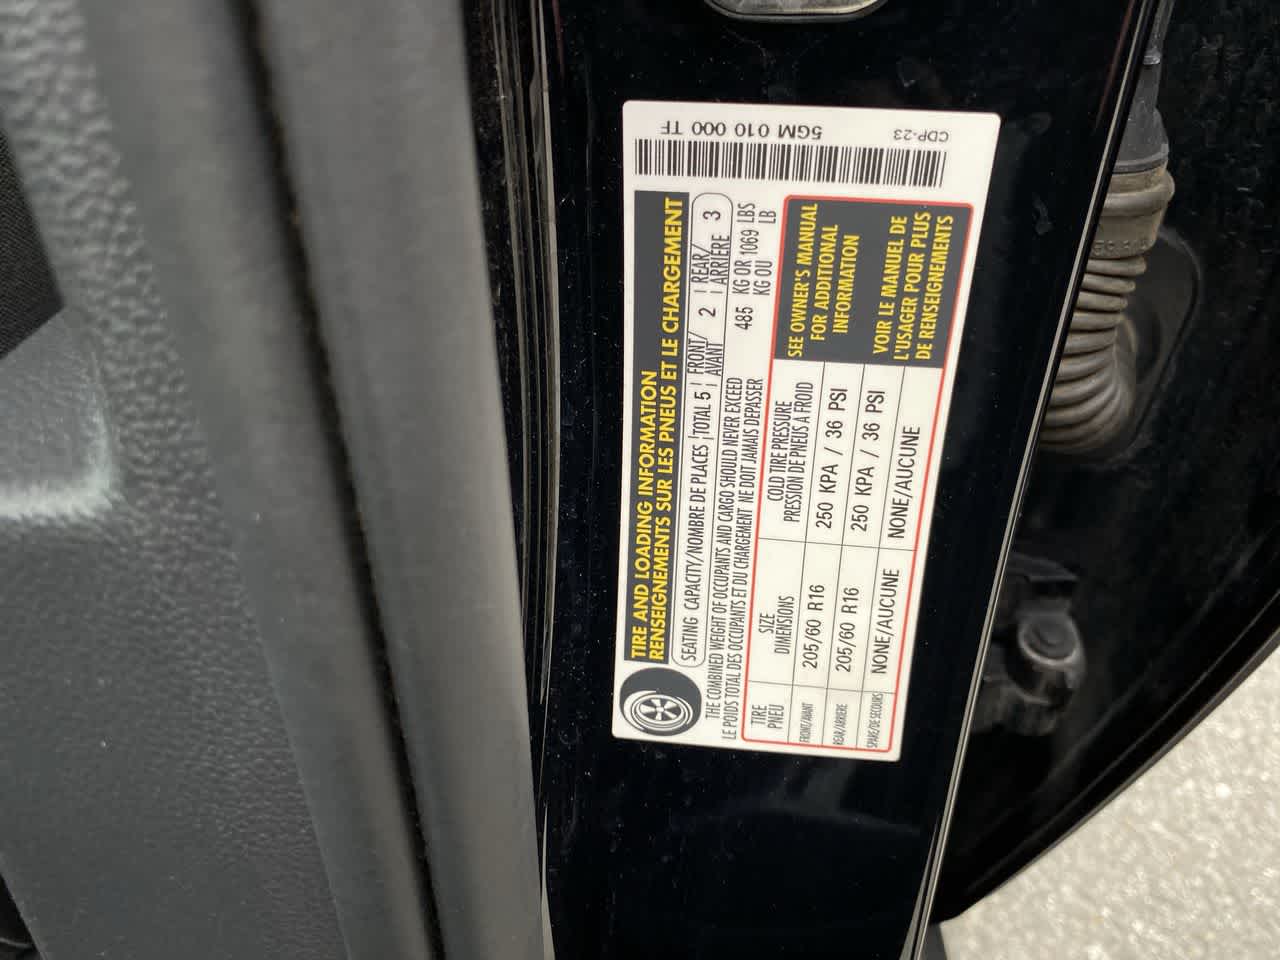 TIRE AND LOADING INFORMATION
RENSEIGNEMENTS SUR LES PNEUS ET LE CHARGEMENT
SEATING CAPACITY/NOMBRE DE PLACES TOTAL 5 FRONT/AVANT 2 REAR/ARRIÈRE 3
THE COMBINED WEIGHT OF OCCUPANTS AND CARGO SHOULD NEVER EXCEED 485 KG OR 1069 LBS
LE POIDS TOTAL DES OCCUPANTS ET DU CHARGEMENT NE DOIT JAMAIS DEPASSER KG OU LB
TIRE SIZE COLD TIRE PRESSURE
PNEU DIMENSIONS PRESSION DE PNEUS A FROID
FRONT/AVANT 205/60 R16 250 KPA / 36 PSI
REAR/ARRIERE 205/60 R16 250 KPA / 36 PSI
SPARE/DE SECOURS NONE/AUCUNE NONE/AUCUNE
SEE OWNER'S MANUAL
FOR ADDITIONAL
INFORMATION
VOIR LE MANUEL DE
L'USAGER POUR PLUS
DE RENSEIGNEMENTS
CDP-23 5GM 010 000 TF